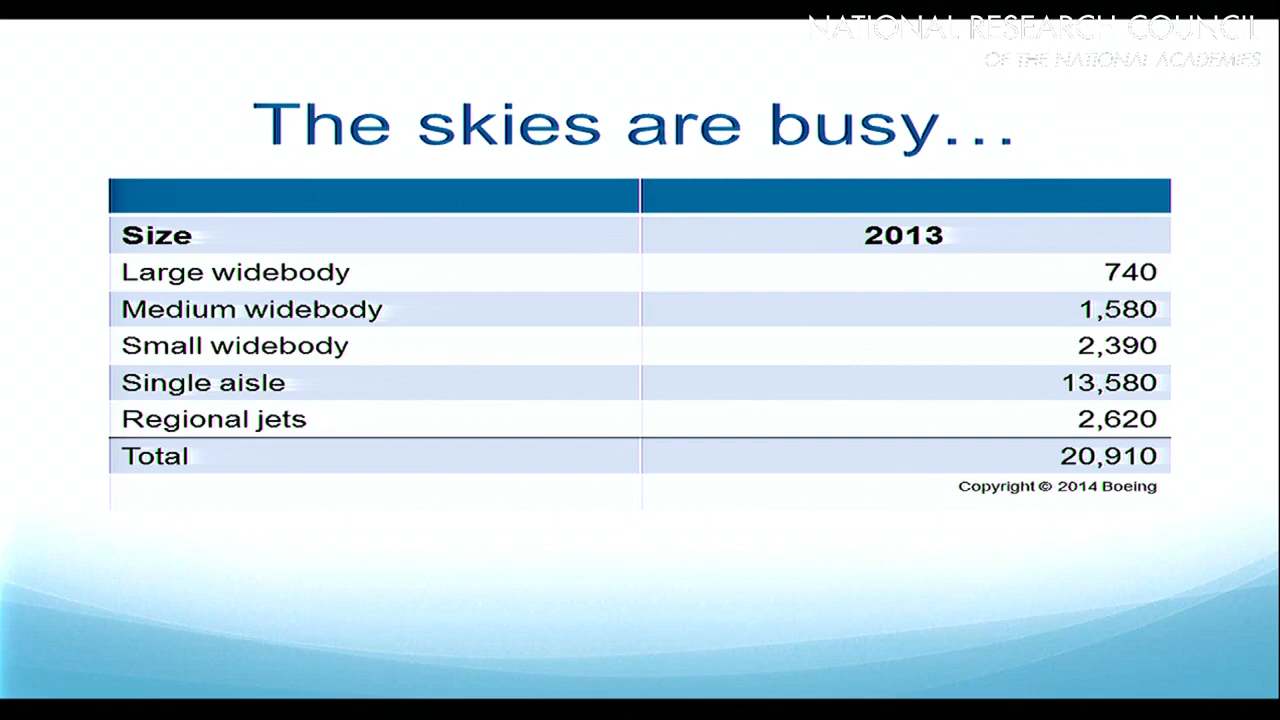 NATIONAL RESEARCH COUNCIL
OF THE NATIONAL ACADEMIES
The skies are busy...
Size 2013
Large widebody 740
Medium widebody 1,580
Small widebody 2,390
Single aisle 13,580
Regional jets 2,620
Total 20,910
Copyright © 2014 Boeing